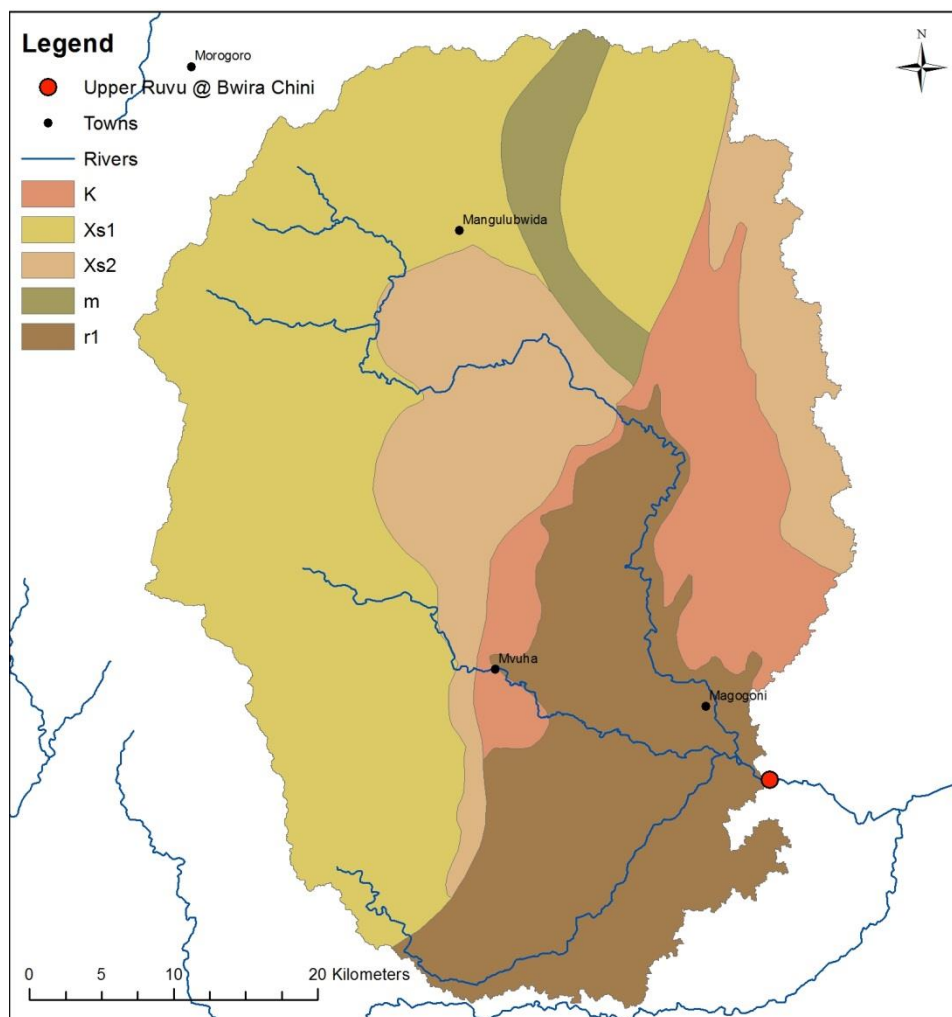 Legend
Upper Ruvu @ Bwira Chini
Towns
Rivers
K
Xs1
Xs2
m
r1
N
Morogoro
Mangulubwida
Mvuha
Magogoni
0 5 10 20 Kilometers